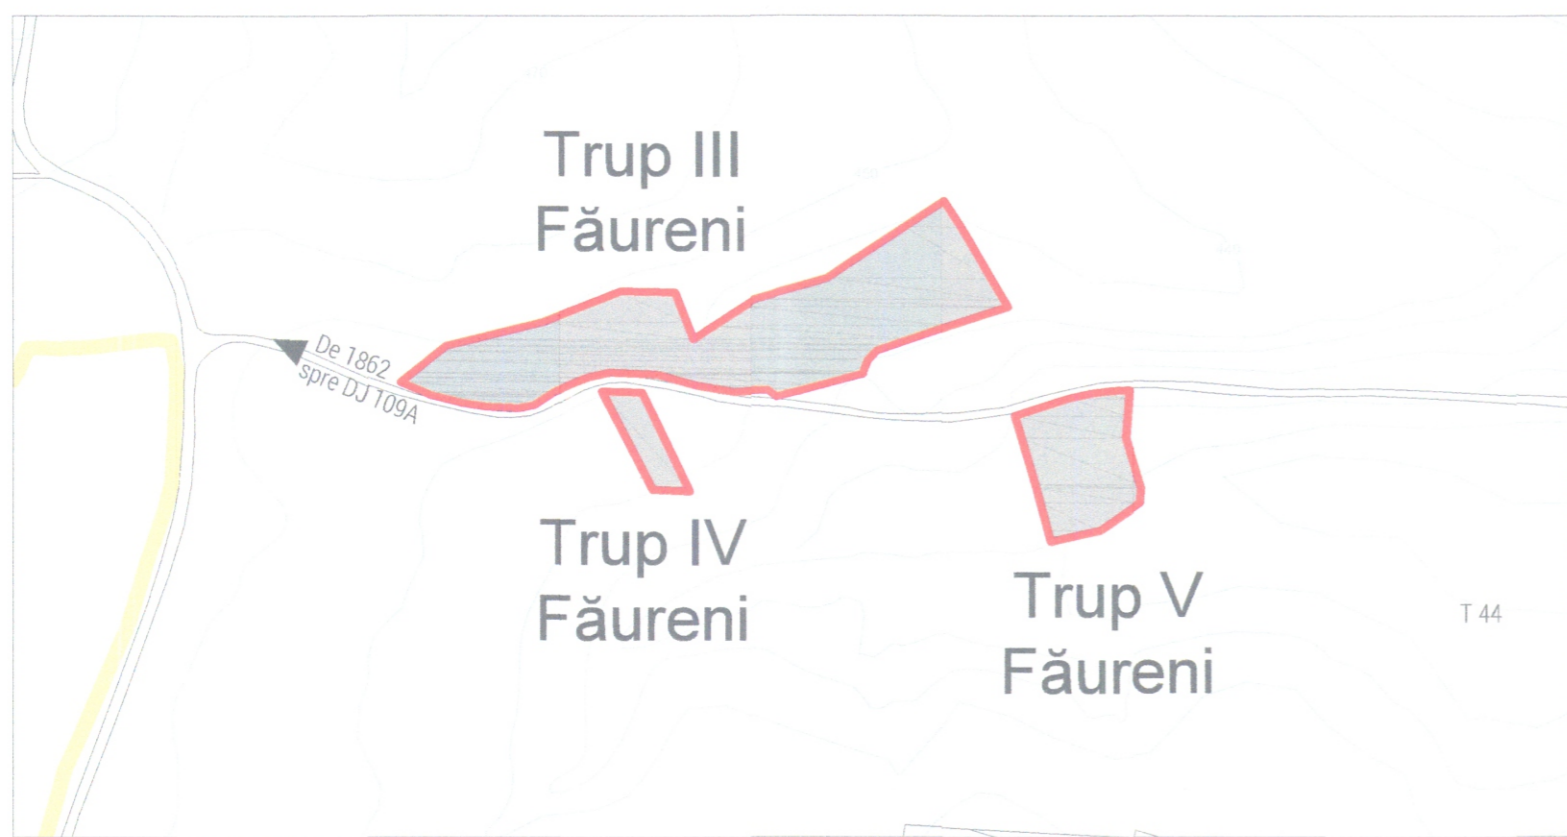 Trup III
Făureni
De 1862
spre DJ 109A
Trup IV
Făureni
Trup V
Făureni
T 44